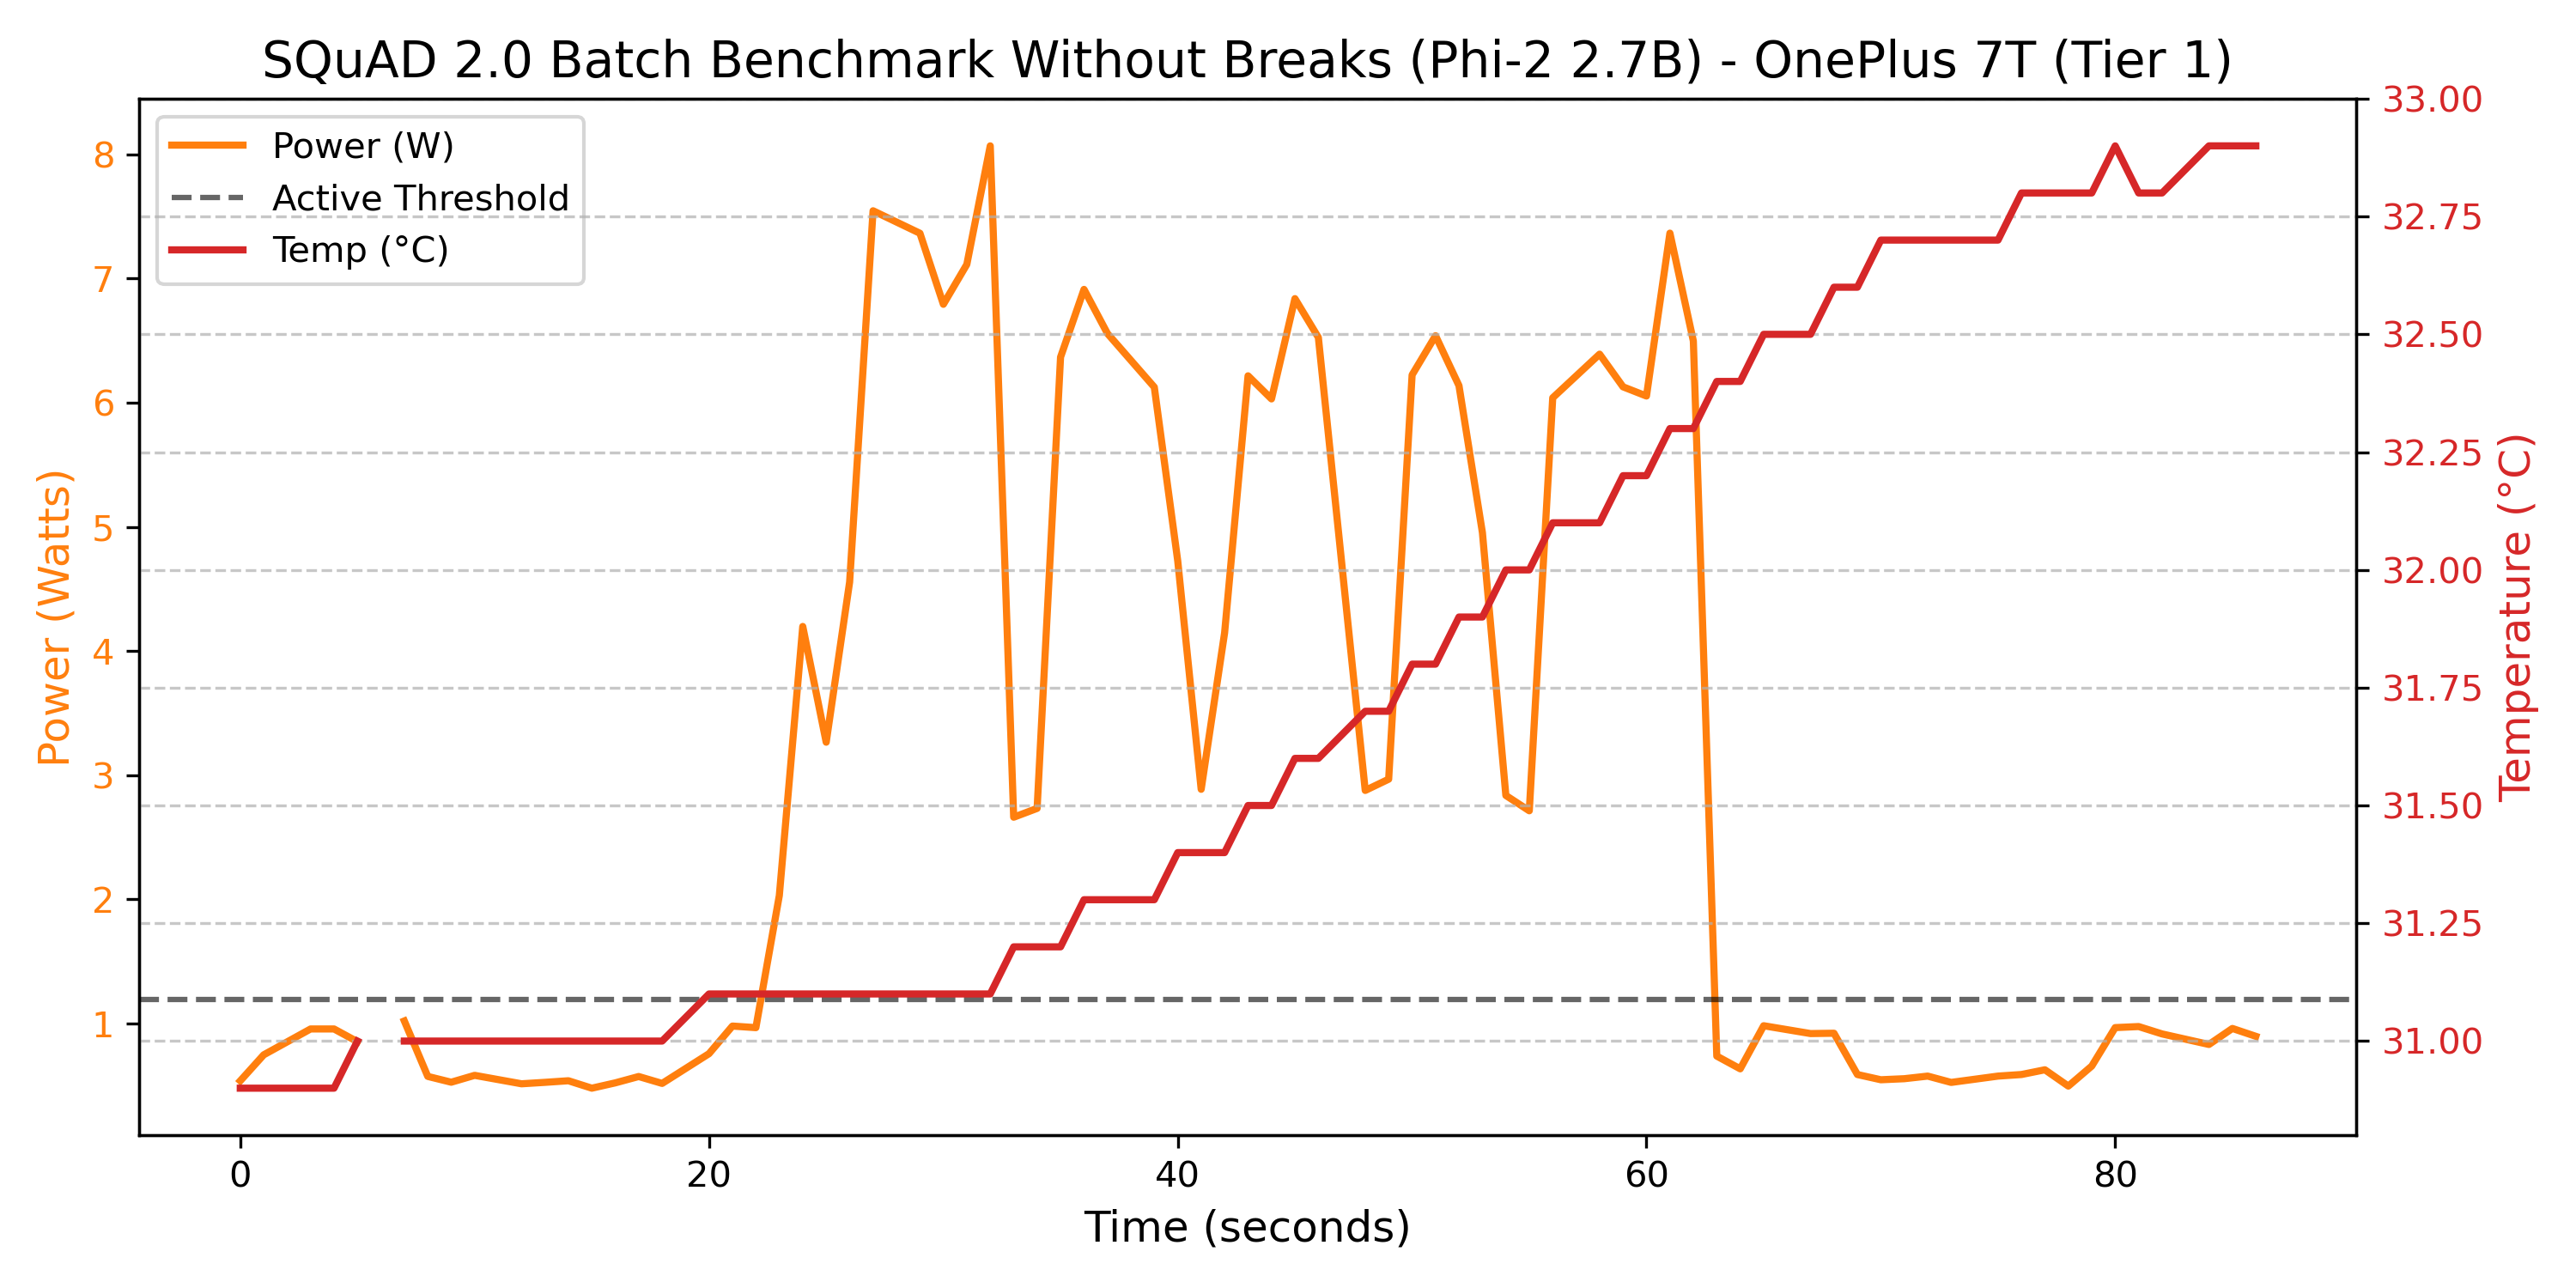 SQuAD 2.0 Batch Benchmark Without Breaks (Phi-2 2.7B) - OnePlus 7T (Tier 1)
Power (W)
Active Threshold
Temp (°C)
Power (Watts)
8
7
6
5
4
3
2
1
33.00
32.75
32.50
32.25
32.00
31.75
31.50
31.25
31.00
Temperature (°C)
0 20 40 60 80
Time (seconds)